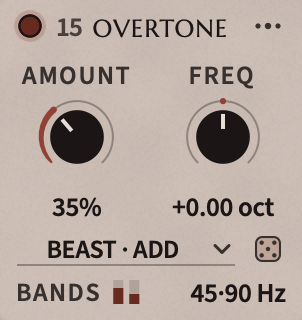 15 OVERTONE •••
AMOUNT FREQ
35% +0.00 oct
BEAST · ADD
BANDS 45·90 Hz